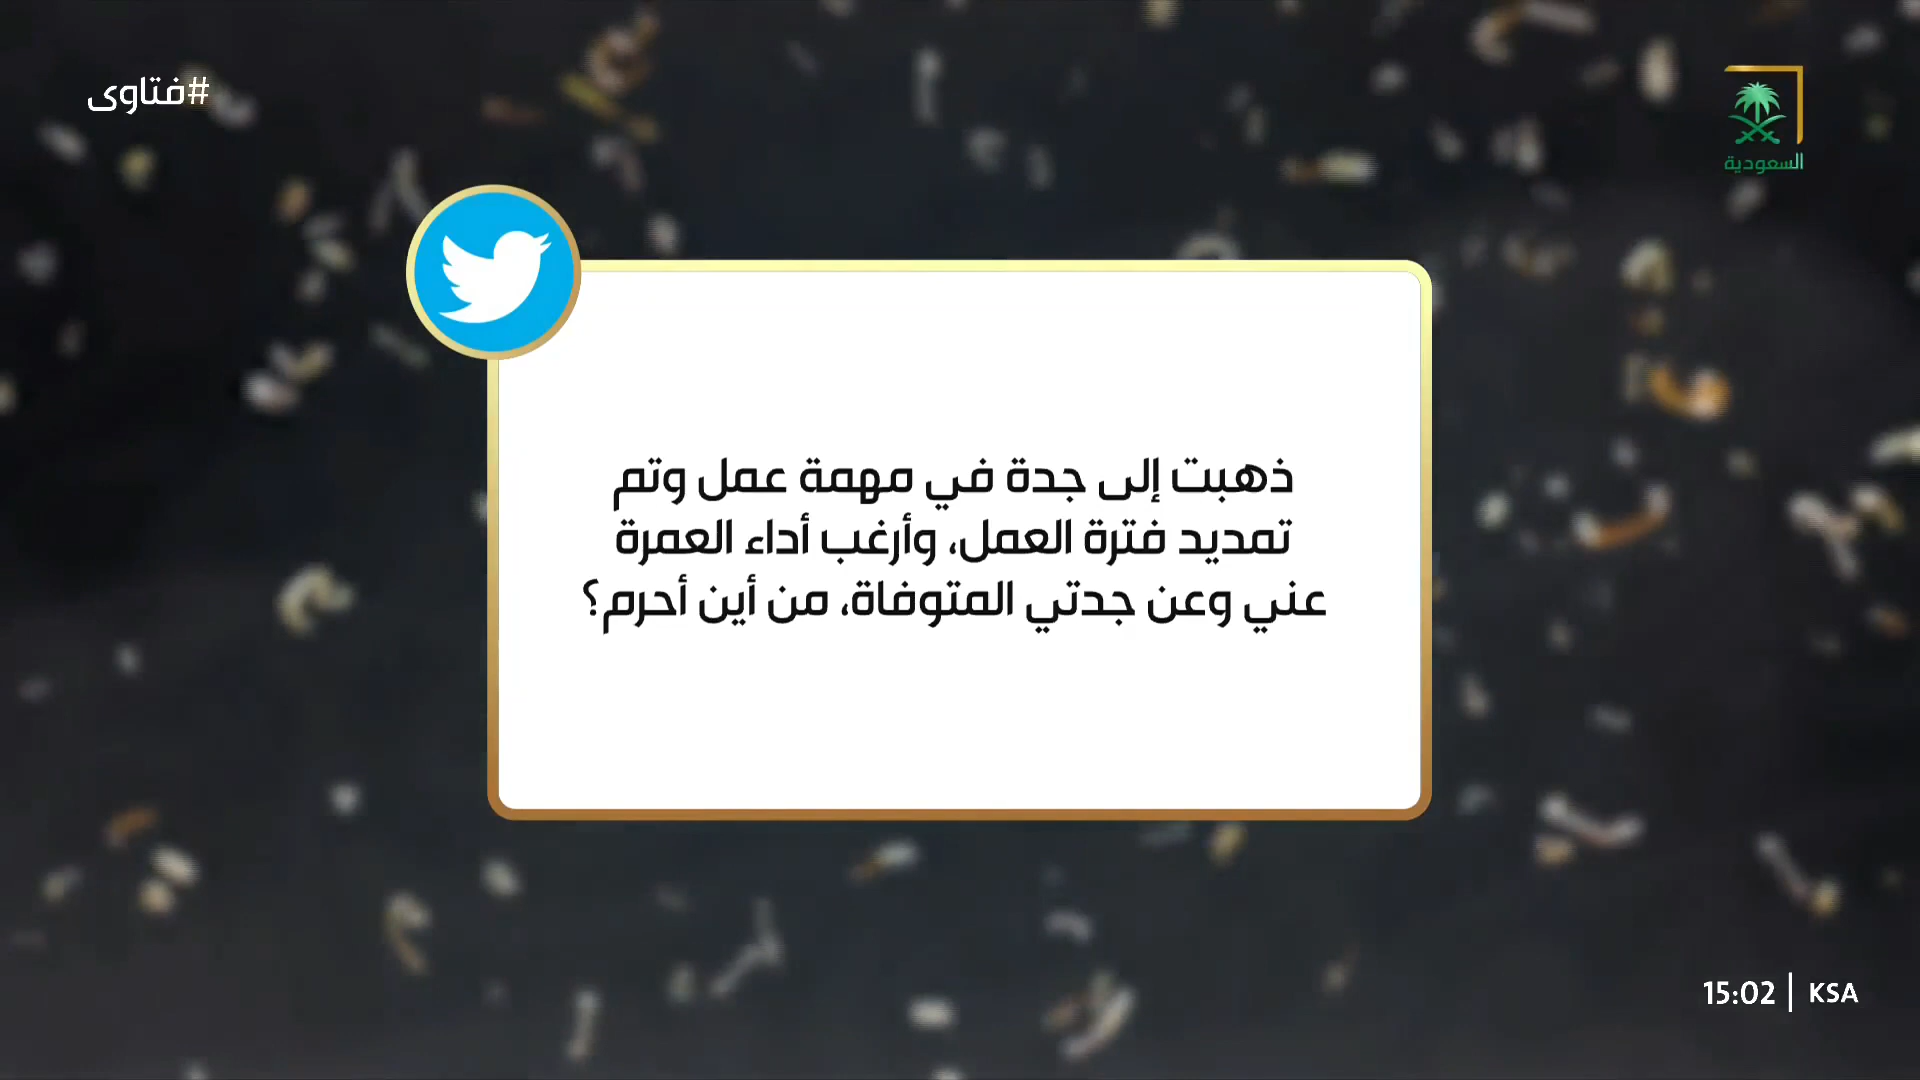 #فتاوى
السعودية
ذهبت إلى جدة في مهمة عمل وتم
تمديد فترة العمل، وأرغب أداء العمرة
عني وعن جدتي المتوفاة، من أين أحرم؟
15:02 | KSA